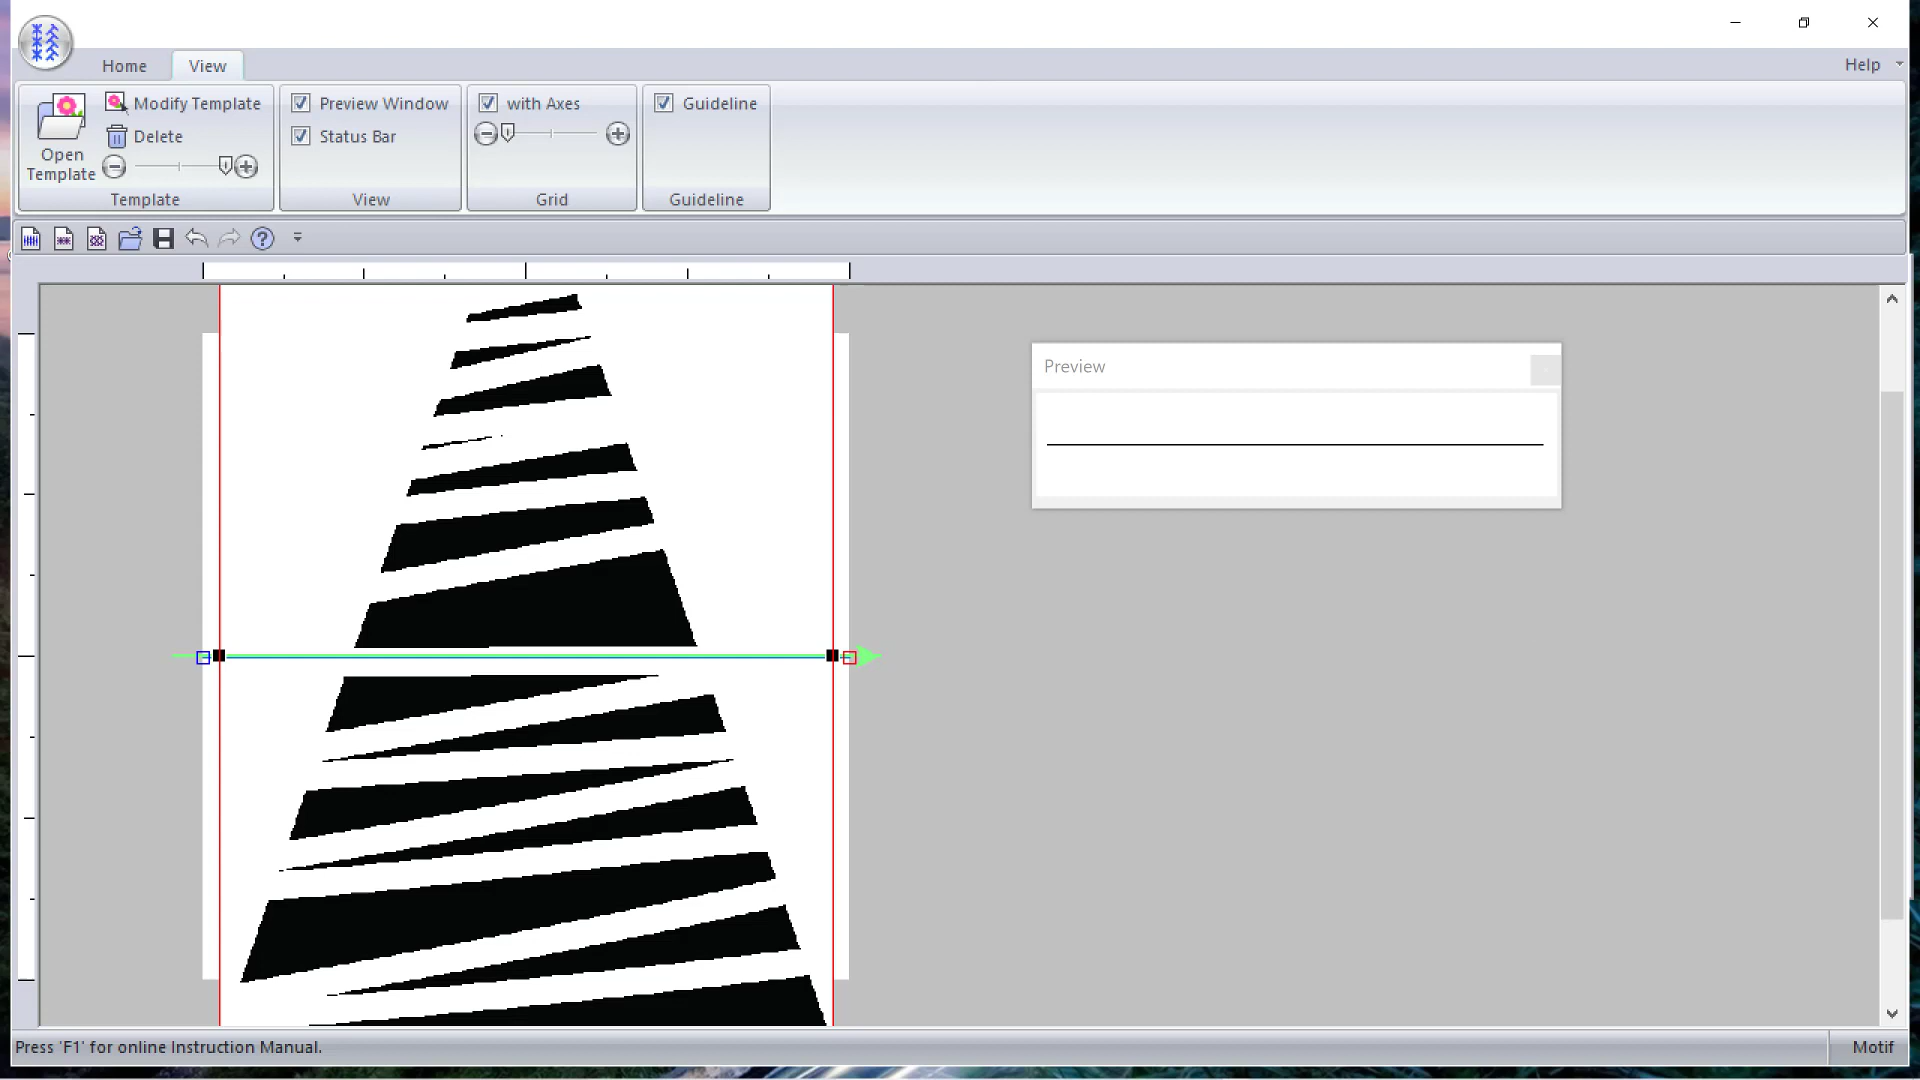 Home
View
Help
Open
Template
Modify Template
Delete
Template
Preview Window
Status Bar
View
with Axes
Grid
Guideline
Guideline
Preview
Press 'F1' for online Instruction Manual.
Motif